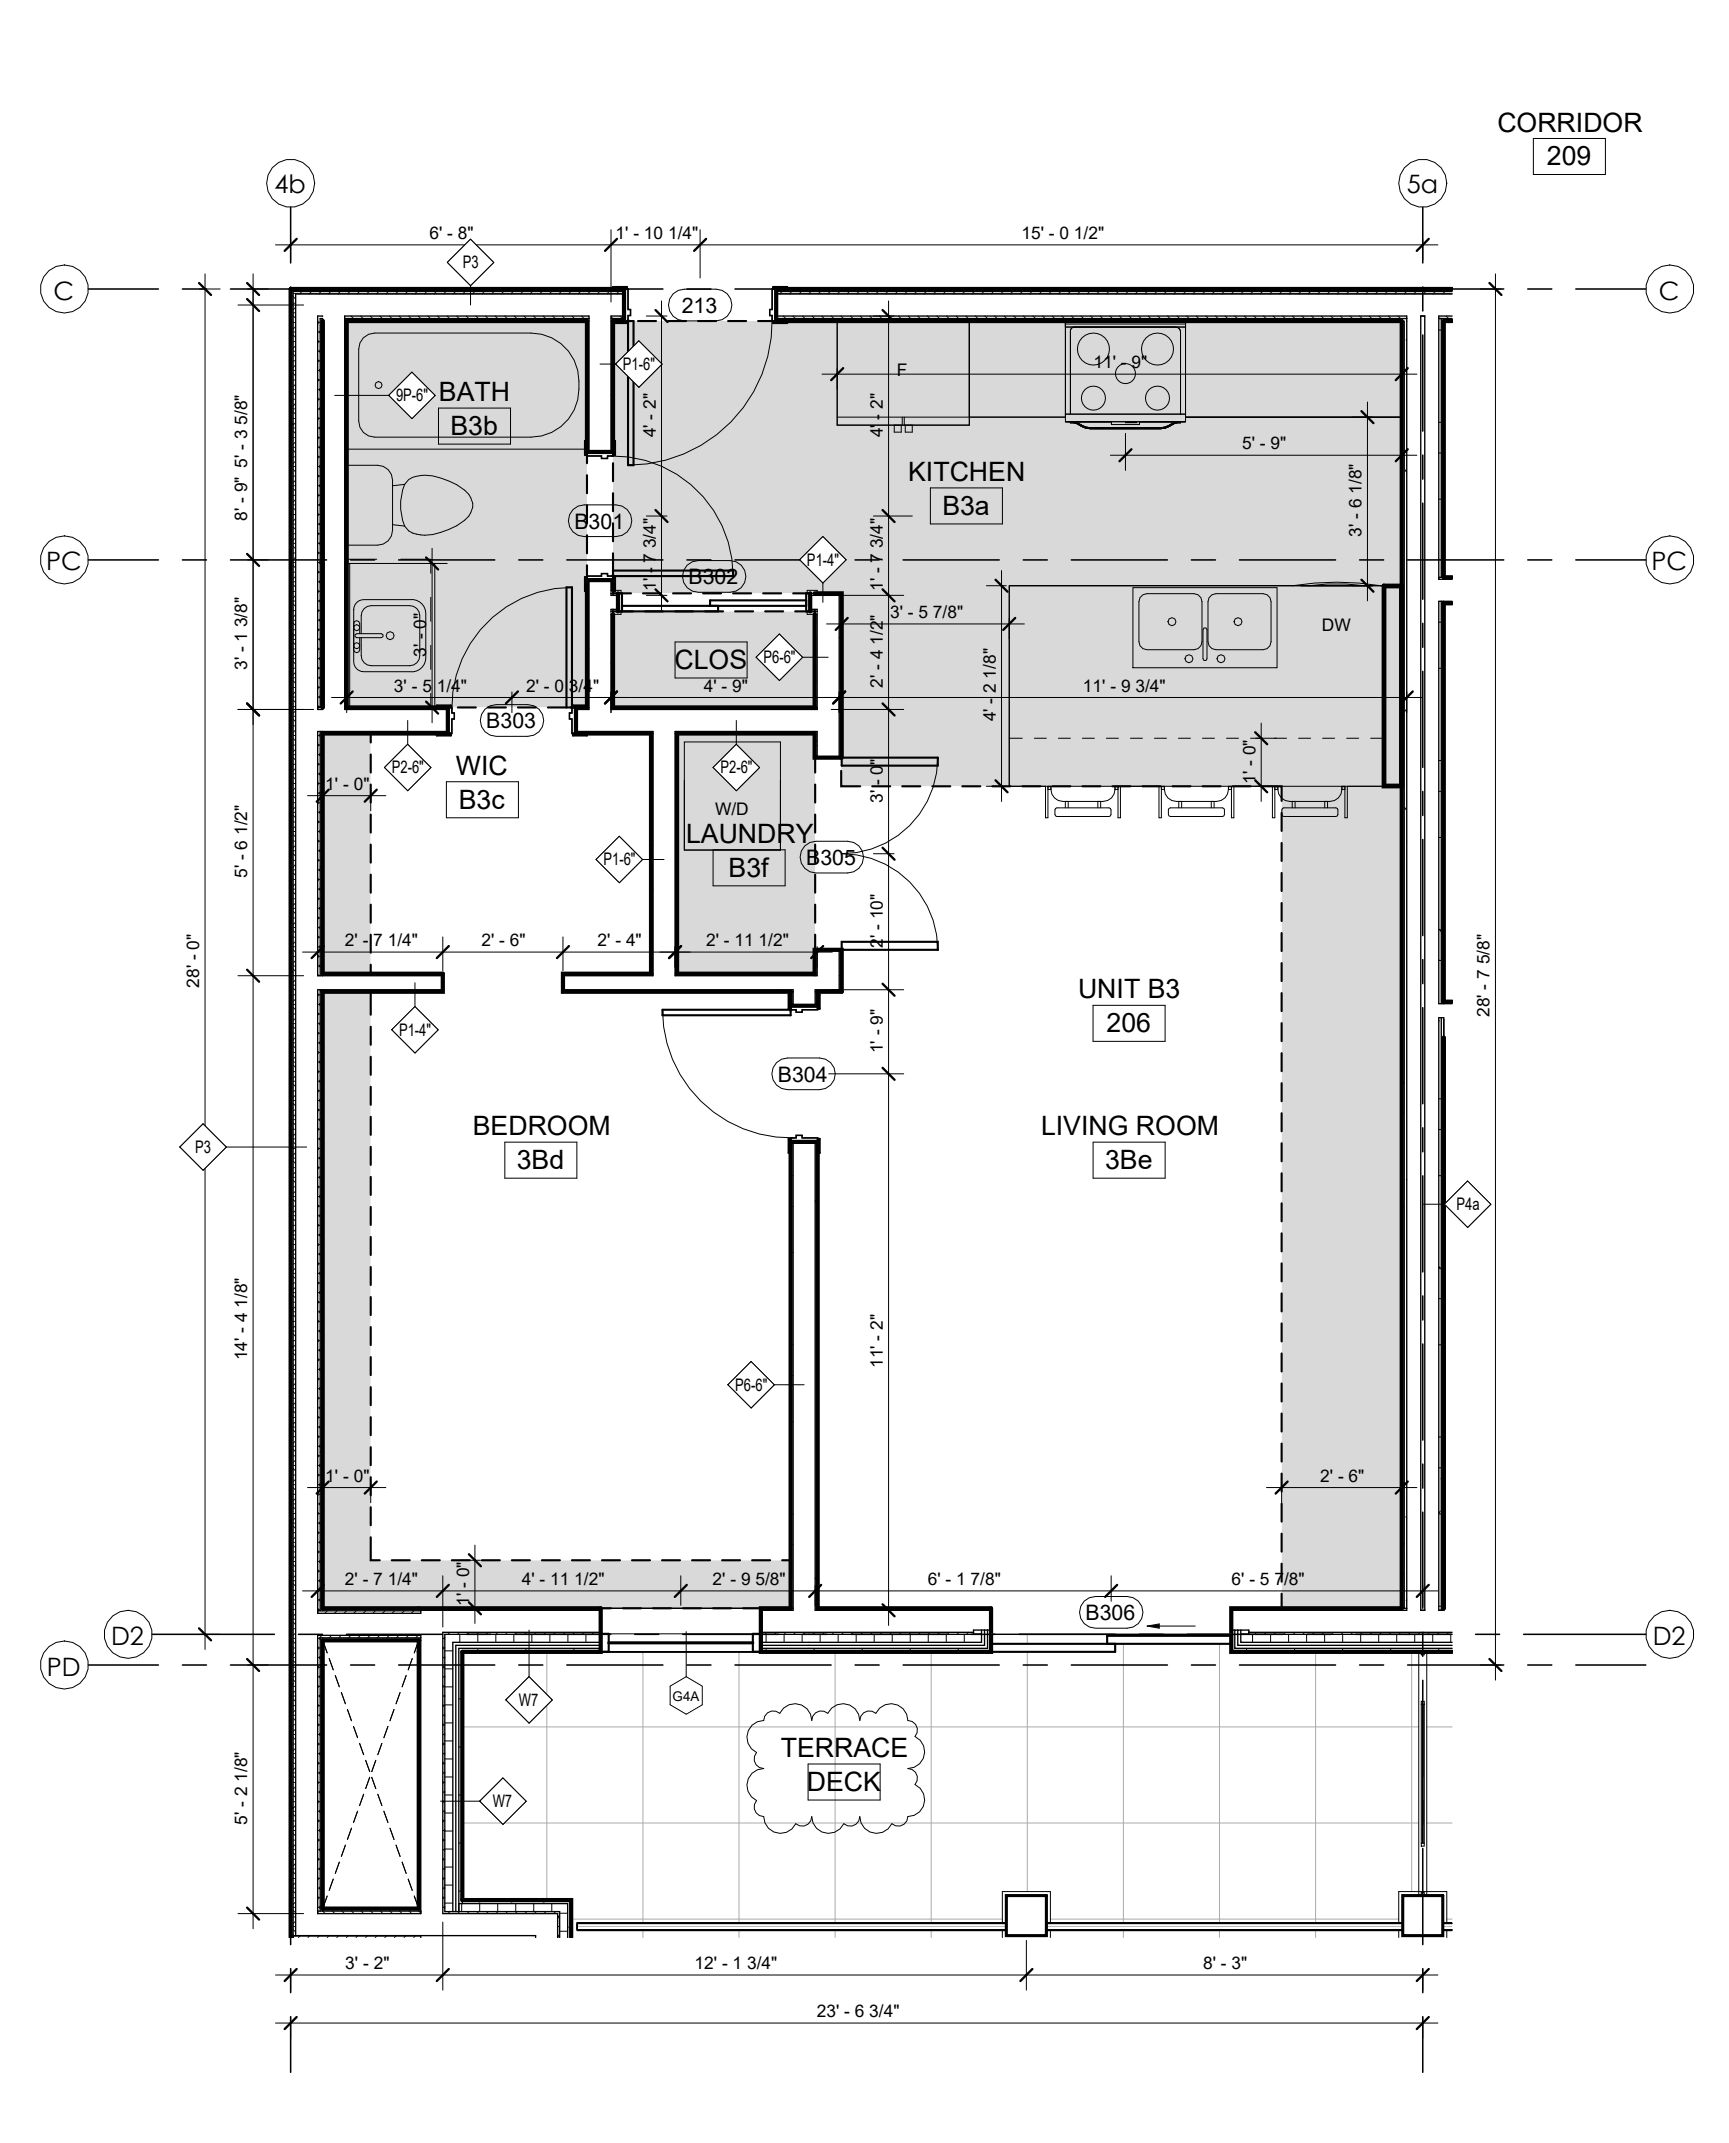 CORRIDOR
209
4b
5a
6' - 8"
1' - 10 1/4"
15' - 0 1/2"
P3
C
C
213
P1-6"
11' - 9"
F
9P-6"
BATH
B3b
4' - 2"
4' - 2"
5' - 3 5/8"
8' - 9"
5' - 9"
KITCHEN
B3a
3' - 6 1/8"
B301
1' - 7 3/4"
1' - 7 3/4"
PC
PC
P1-4"
B302
3' - 5 7/8"
DW
3' - 1 3/8"
3' - 0"
CLOS
P6-6"
2' - 4 1/2"
4' - 2 1/8"
3' - 5 1/4"
2' - 0 3/4"
4' - 9"
11' - 9 3/4"
B303
P2-6"
WIC
B3c
P2-6"
1' - 0"
3' - 0"
1' - 0"
W/D
LAUNDRY
B3f
5' - 6 1/2"
P1-6"
B305
2' - 10"
2' - 7 1/4"
2' - 6"
2' - 4"
2' - 11 1/2"
28' - 0"
28' - 7 5/8"
UNIT B3
206
P1-4"
1' - 9"
B304
BEDROOM
3Bd
LIVING ROOM
3Be
P3
P4a
14' - 4 1/8"
11' - 2"
P6-6"
1' - 0"
2' - 6"
1' - 0"
2' - 7 1/4"
4' - 11 1/2"
2' - 9 5/8"
6' - 1 7/8"
6' - 5 7/8"
B306
D2
D2
PD
W7
G4A
TERRACE
DECK
5' - 2 1/8"
W7
3' - 2"
12' - 1 3/4"
8' - 3"
23' - 6 3/4"